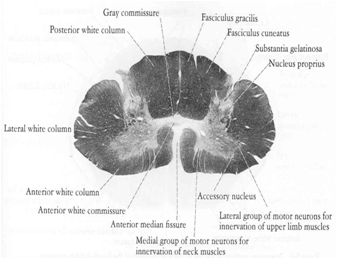 Gray commissure
Posterior white column
Fasciculus gracilis
Fasciculus cuneatus
Substantia gelatinosa
Nucleus proprius
Lateral white column
Anterior white column
Anterior white commissure
Anterior median fissure
Medial group of motor neurons for
innervation of neck muscles
Accessory nucleus
Lateral group of motor neurons for
innervation of upper limb muscles